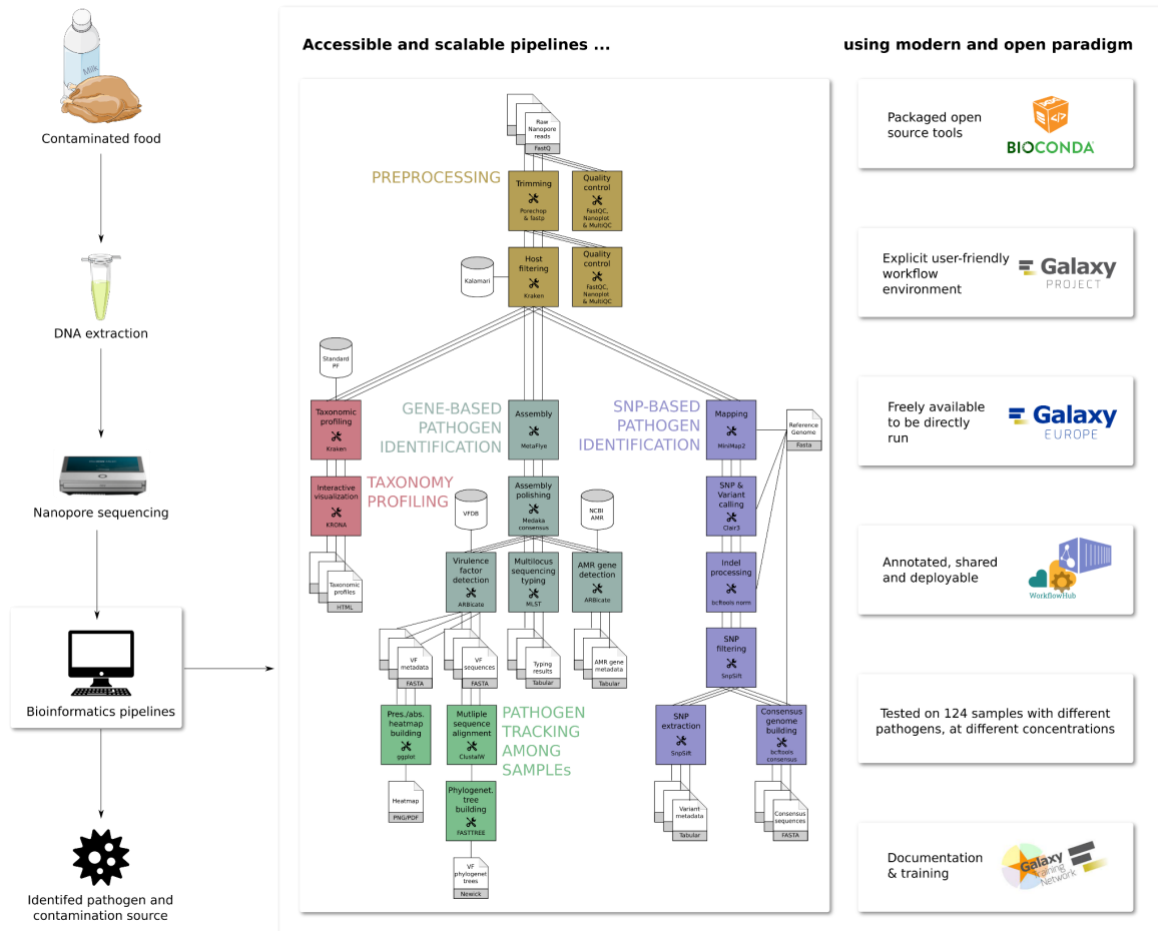 Milk
Contaminated food
DNA extraction
Nanopore sequencing
Bioinformatics pipelines
Identifed pathogen and
contamination source
Accessible and scalable pipelines ...
using modern and open paradigm
Raw
Nanopore
reads
FastQ
PREPROCESSING
Trimming
Porechop
& fastp
Quality
control
FastQC,
Nanoplot
& MultiQC
Kalamari
Host
filtering
Kraken
Quality
control
FastQC,
Nanoplot
& MultiQC
Standard
PF
Taxonomic
profiling
Kraken
Interactive
visualization
KRONA
TAXONOMY
PROFILING
Taxonomic
profiles
HTML
GENE-BASED
PATHOGEN
IDENTIFICATION
Assembly
MetaFlye
Assembly
polishing
Medaka
consensus
VFDB
NCBI
AMR
Virulence
factor
detection
ABRicate
Multilocus
sequencing
typing
MLST
AMR gene
detection
ABRicate
VF
metadata
FASTA
VF
sequences
FASTA
Typing
results
Tabular
AMR gene
metadata
Tabular
Pres./abs.
heatmap
building
ggplot
Mutliple
sequence
alignment
ClustalW
PATHOGEN
TRACKING
AMONG
SAMPLEs
Heatmap
PNG/PDF
Phylogenet.
tree
building
FASTTREE
VF
phylogenet
trees
Newick
SNP-BASED
PATHOGEN
IDENTIFICATION
Mapping
MiniMap2
Reference
Genome
Fasta
SNP &
Variant
calling
Clair3
Indel
processing
bcftools norm
SNP
filtering
SnpSift
SNP
extraction
SnpSift
Consensus
genome
building
bcftools
consensus
Variant
metadata
Tabular
Consensus
sequences
FASTA
Packaged open
source tools
BIOCONDA
Explicit user-friendly
workflow
environment
Galaxy
PROJECT
Freely available
to be directly
run
Galaxy
EUROPE
Annotated, shared
and deployable
WorkflowHub
Tested on 124 samples with different
pathogens, at different concentrations
Documentation
& training
Galaxy
Training
Network